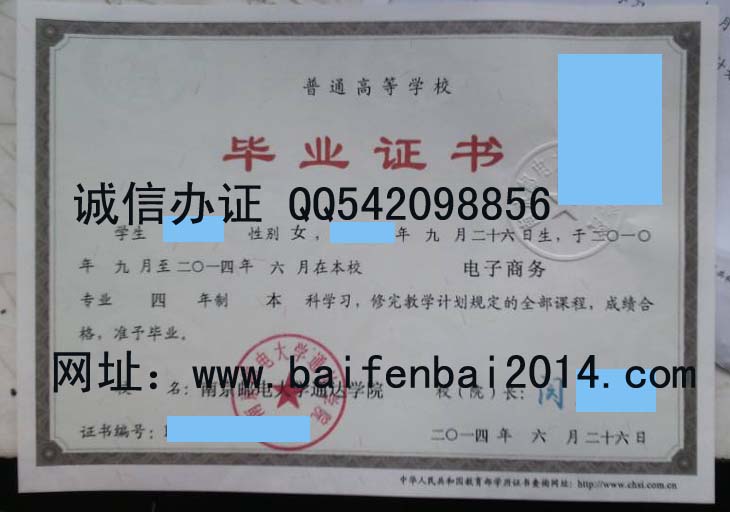 普通高等学校
毕业证书
诚信办证 QQ542098856
学生 性别 女，年 九 月二十六日生，于二〇一〇
年 九 月至二〇一四年 六 月在本校 电子商务
专业 四 年制 本 科学习，修完教学计划规定的全部课程，成绩合
格，准予毕业。
网址：www.baifenbai2014.com
名：南京邮电大学通达学院 校（院）长：闵
证书编号： 二〇一四年 六 月二十六日
中华人民共和国教育部学历证书查询网址：http://www.chsi.com.cn